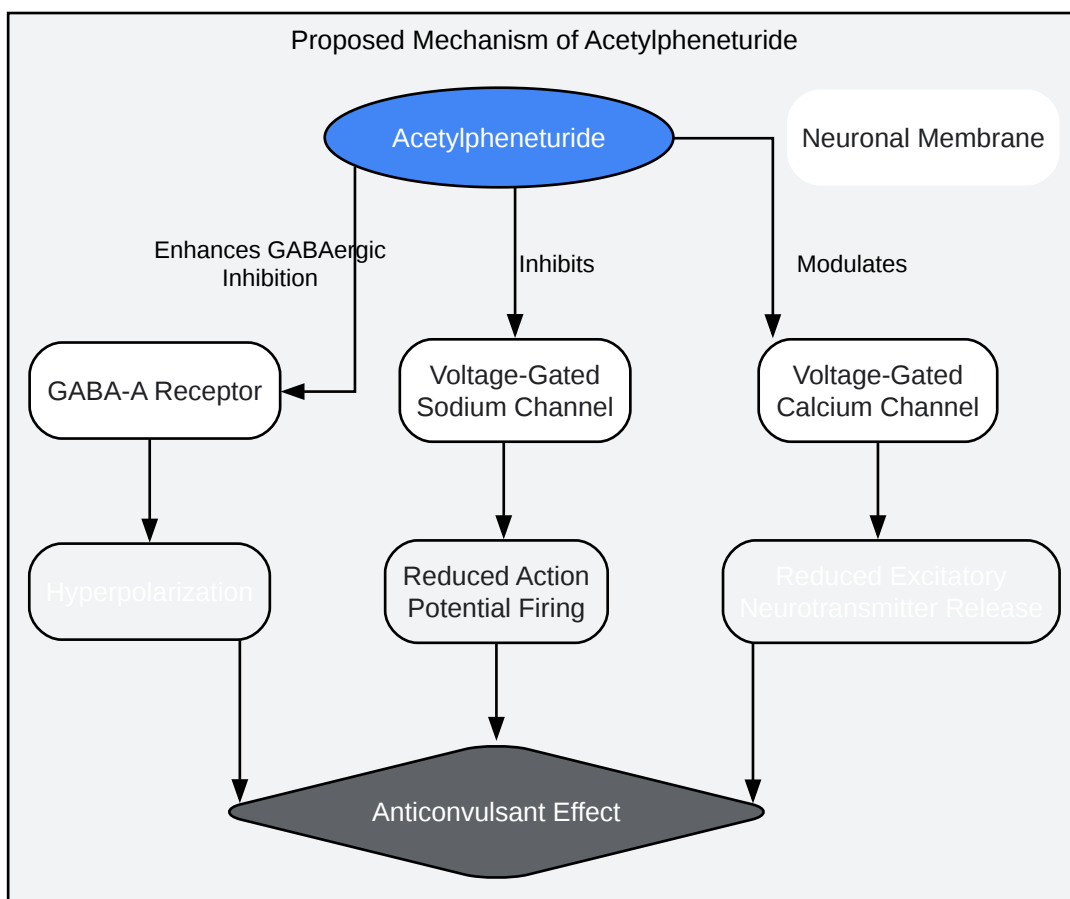 Proposed Mechanism of Acetylpheneturide
Acetylpheneturide
Neuronal Membrane
Enhances GABAergic
Inhibition
Inhibits
Modulates
GABA-A Receptor
Voltage-Gated
Sodium Channel
Voltage-Gated
Calcium Channel
Hyperpolarization
Reduced Action
Potential Firing
Reduced Excitatory
Neurotransmitter Release
Anticonvulsant Effect